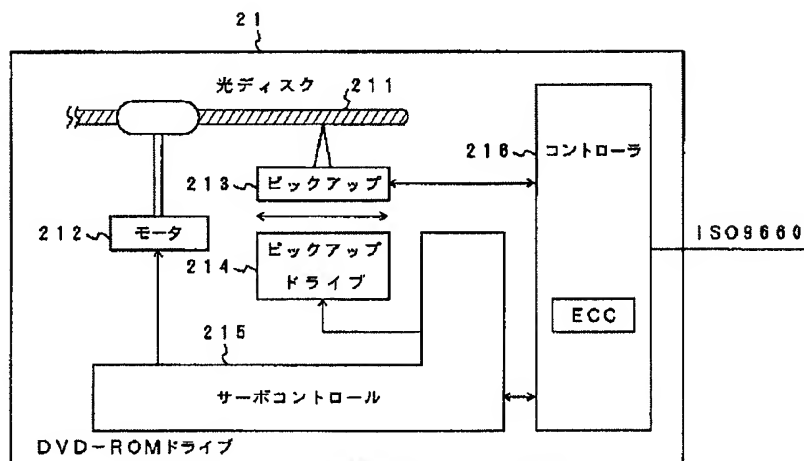 21
光ディスク
211
216
コントローラ
213
ピックアップ
212
モータ
ISO9660
214
ピックアップ
ドライブ
ECC
215
サーボコントロール
DVD-ROMドライブ